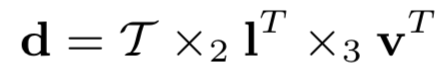 𝐝 = 𝒯 ×₂ 𝐥ᵀ ×₃ 𝐯ᵀ